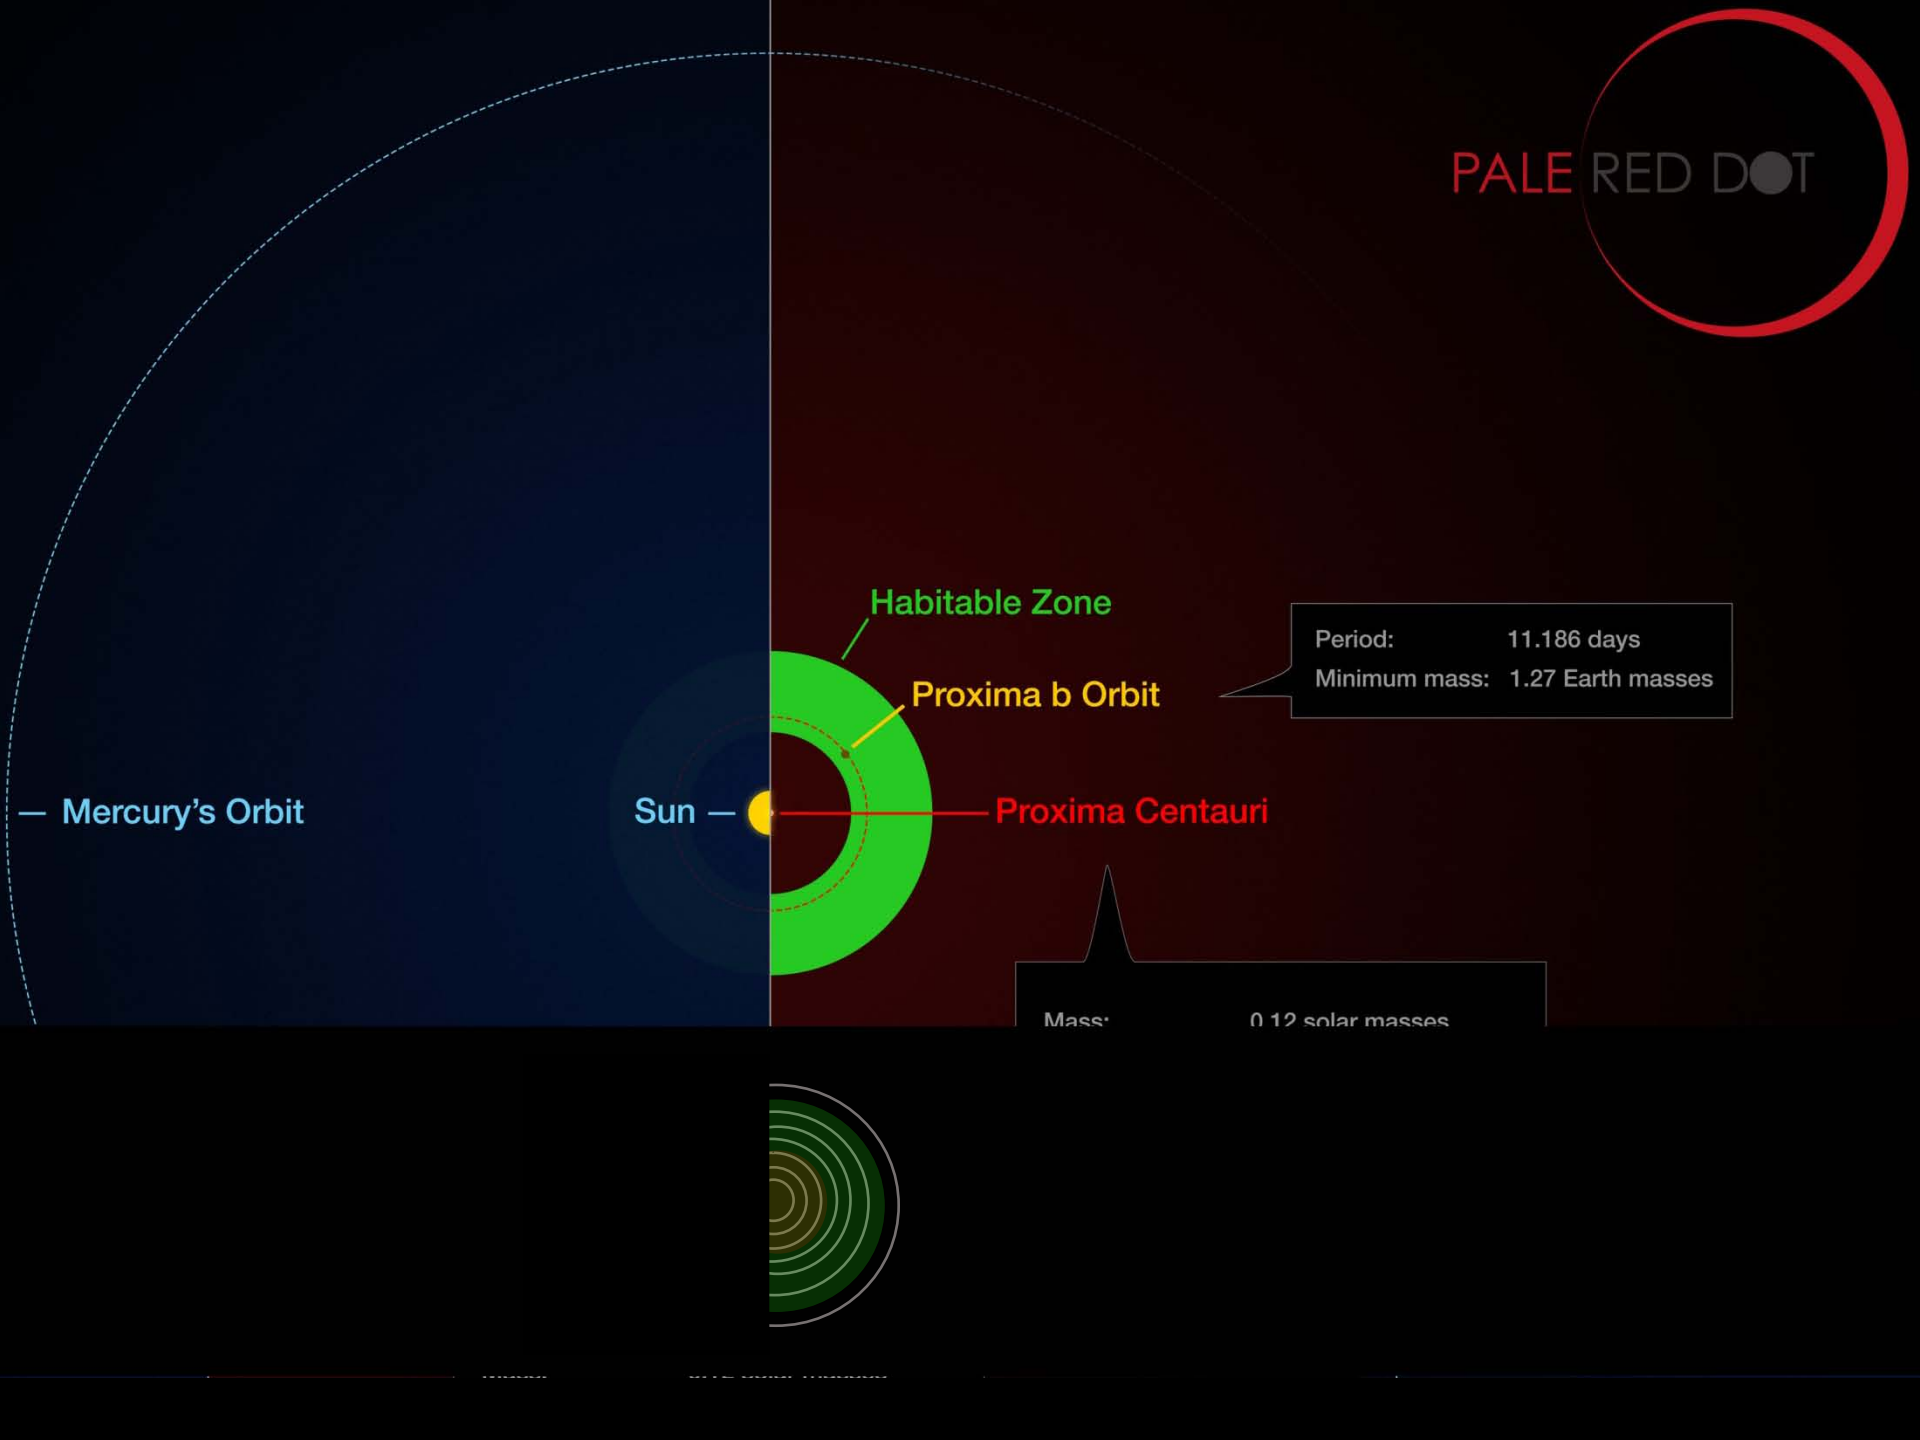 PALE RED DOT
Habitable Zone
Period: 11.186 days
Minimum mass: 1.27 Earth masses
Proxima b Orbit
Mercury’s Orbit
Sun
Proxima Centauri
Mass: 0.12 solar masses